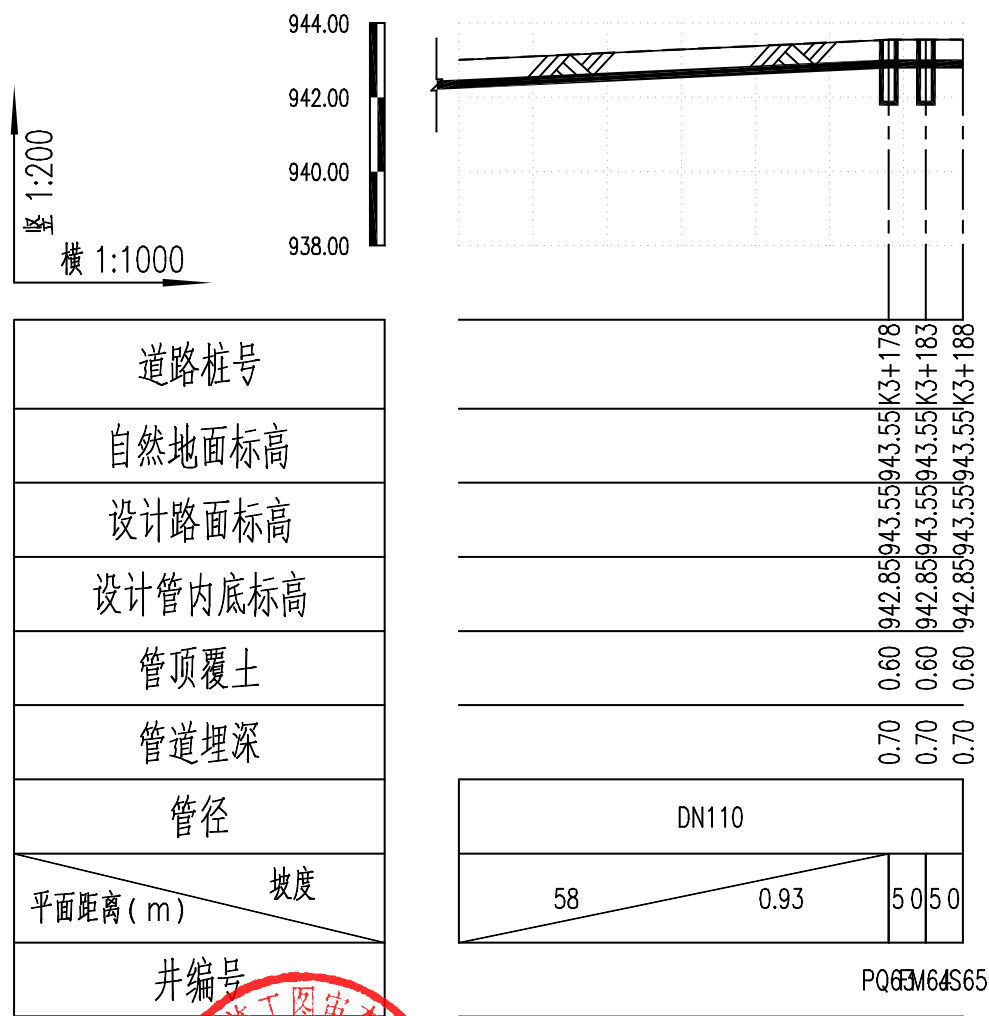 944.00
942.00
940.00
938.00
竖 1:200
横 1:1000
道路桩号
K3+178 K3+183 K3+188
自然地面标高
943.55 943.55 943.55
设计路面标高
943.55 943.55 943.55
设计管内底标高
942.85 942.85 942.85
管顶覆土
0.60 0.60 0.60
管道埋深
0.70 0.70 0.70
管径
DN110
坡度
平面距离(m)
58 0.93 5 0 5 0
井编号
工图审